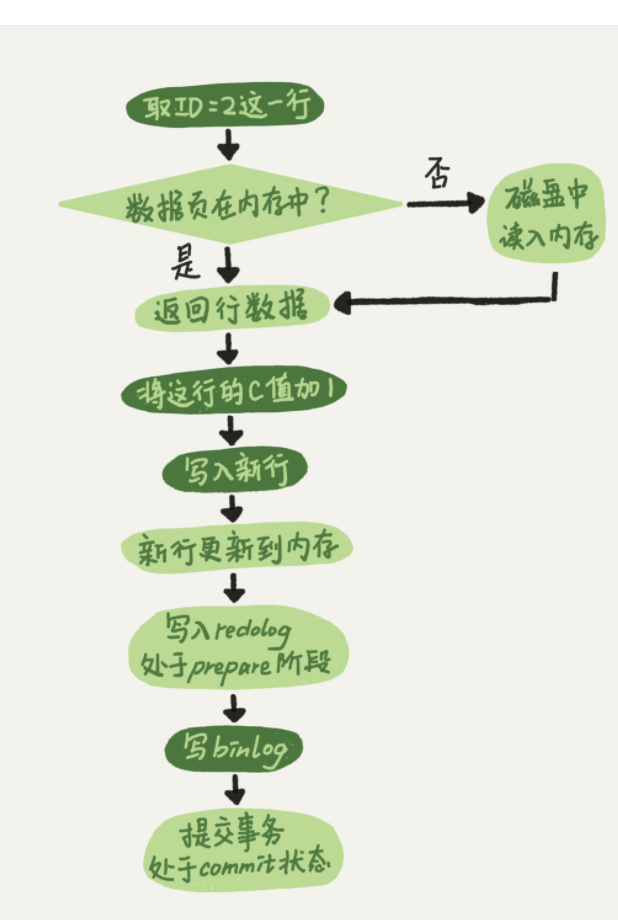 取ID=2这一行
数据页在内存中？
否
磁盘中
读入内存
是
返回行数据
将这行的C值加1
写入新行
新行更新到内存
写入redolog
处于prepare阶段
写binlog
提交事务
处于commit状态